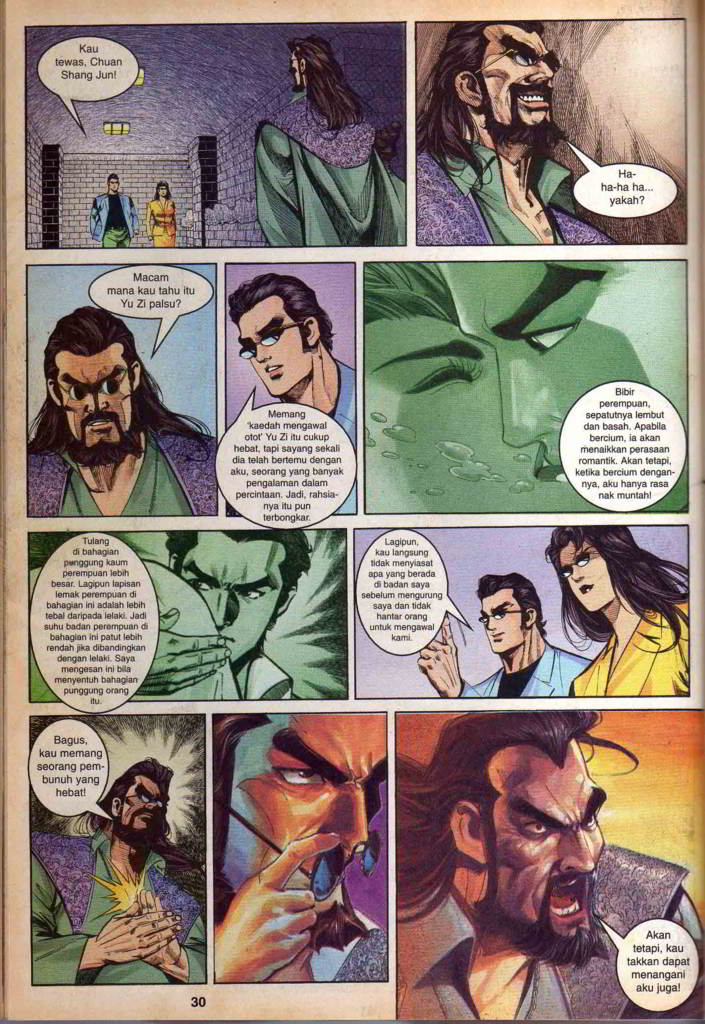 Kau
tewas, Chuan
Shang Jun!
Ha-
ha-ha ha...
yakah?
Macam
mana kau tahu itu
Yu Zi palsu?
Memang
'kaedah mengawal
otot' Yu Zi itu cukup
hebat, tapi sayang sekali
dia telah bertemu dengan
aku, seorang yang banyak
pengalaman dalam
percintaan. Jadi, rahsia-
nya itu pun
terbongkar.
Bibir
perempuan,
sepatutnya lembut
dan basah. Apabila
bercium, ia akan
menaikkan perasaan
romantik. Akan tetapi,
ketika bercium dengan-
nya, aku hanya rasa
nak muntah!
Tulang
di bahagian
punggung kaum
perempuan lebih
besar. Lagipun lapisan
lemak perempuan di
bahagian ini adalah lebih
tebal daripada lelaki. Jadi
suhu badan perempuan di
bahagian ini patut lebih
rendah jika dibandingkan
dengan lelaki. Saya
mengesan ini bila
menyentuh bahagian
punggung orang
itu.
Lagipun,
kau langsung
tidak menyiasat
apa yang berada
di badan saya
sebelum mengurung
saya dan tidak
hantar orang
untuk mengawal
kami.
Bagus,
kau memang
seorang pem-
bunuh yang
hebat!
Akan
tetapi, kau
takkan dapat
menangani
aku juga!
30